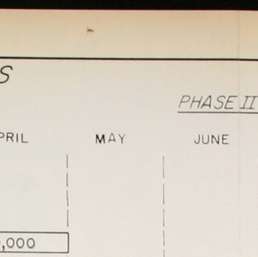 S
PHASE II
PRIL MAY JUNE
,000